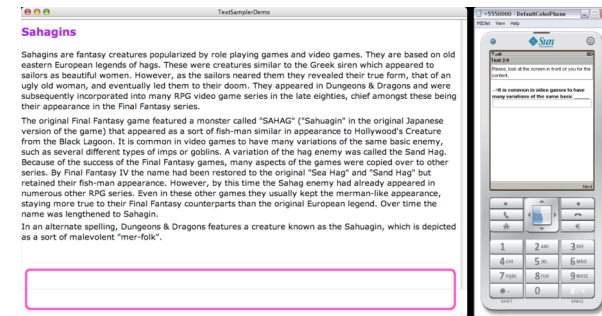 TextSamplerDemo
Sahagins
Sahagins are fantasy creatures popularized by role playing games and video games. They are based on old
eastern European legends of hags. These were creatures similar to the Greek siren which appeared to
sailors as beautiful women. However, as the sailors neared them they revealed their true form, that of an
ugly old woman, and eventually led them to their doom. They appeared in Dungeons & Dragons and were
subsequently incorporated into many RPG video game series in the late eighties, chief amongst these being
their appearance in the Final Fantasy series.
The original Final Fantasy game featured a monster called "SAHAG" ("Sahuagin" in the original Japanese
version of the game) that appeared as a sort of fish-man similar in appearance to Hollywood's Creature
from the Black Lagoon. It is common in video games to have many variations of the same basic enemy,
such as several different types of imps or goblins. A variation of the hag enemy was called the Sand Hag.
Because of the success of the Final Fantasy games, many aspects of the games were copied over to other
series. By Final Fantasy IV the name had been restored to the original "Sea Hag" and "Sand Hag" but
retained their fish-man appearance. However, by this time the Sahag enemy had already appeared in
numerous other RPG series. Even in these other games they usually kept the merman-like appearance,
staying more true to their Final Fantasy counterparts than the original European legend. Over time the
name was lengthened to Sahagin.
In an alternate spelling, Dungeons & Dragons features a creature known as the Sahuagin, which is depicted
as a sort of malevolent "mer-folk".
+5550000 - DefaultColorPhone
MIDlet View Help
Sun
Text 2/4
Please, look at the screen in front of you for the
content.
-->It is common in video games to have
many variations of the same basic ______
Next
1 2 ABC 3 DEF
4 GHI 5 JKL 6 MNO
7 PQRS 8 TUV 9 WXYZ
* 0 #
SHIFT SPACE